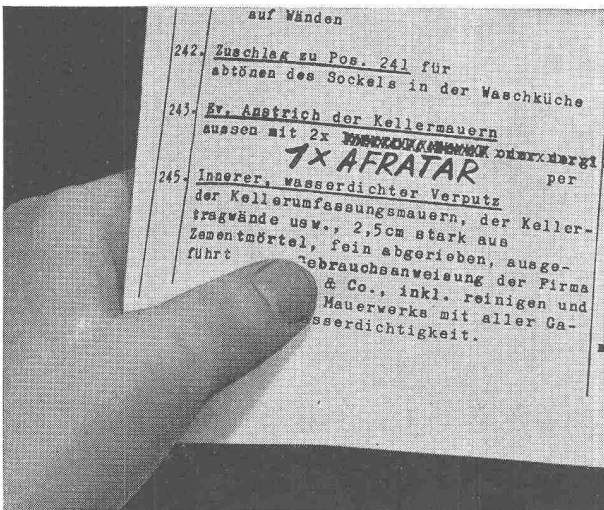 auf Wänden
242. Zuschlag zu Pos. 241 für
abtönen des Sockels in der Waschküche
243. Ev. Anstrich der Kellermauern
aussen mit 2x
1x AFRATAR per
245. Innerer, wasserdichter Verputz
der Kellerumfassungsmauern, der Keller-
tragwände usw., 2,5cm stark aus
Zementmörtel, fein abgerieben, ausge-
führt Gebrauchsanweisung der Firma
& Co., inkl. reinigen und
Mauerwerks mit aller Ga-
sserdichtigkeit.